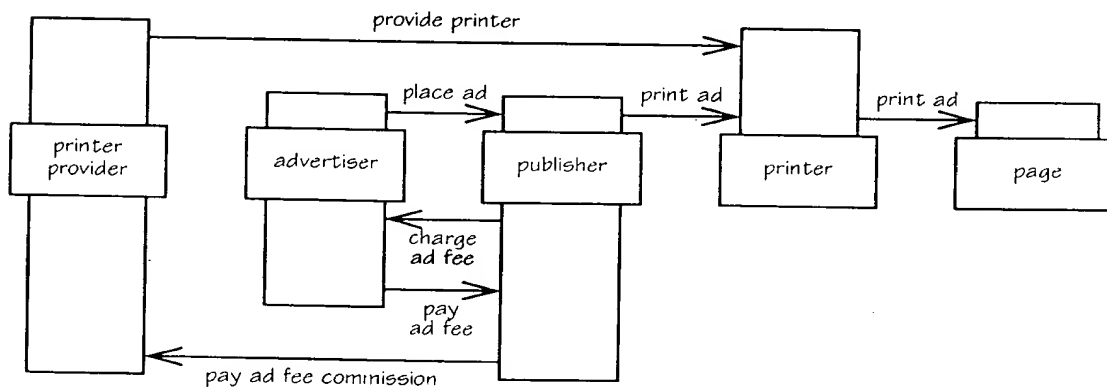 provide printer
place ad
print ad
print ad
printer
provider
advertiser
publisher
printer
page
charge
ad fee
pay
ad fee
pay ad fee commission